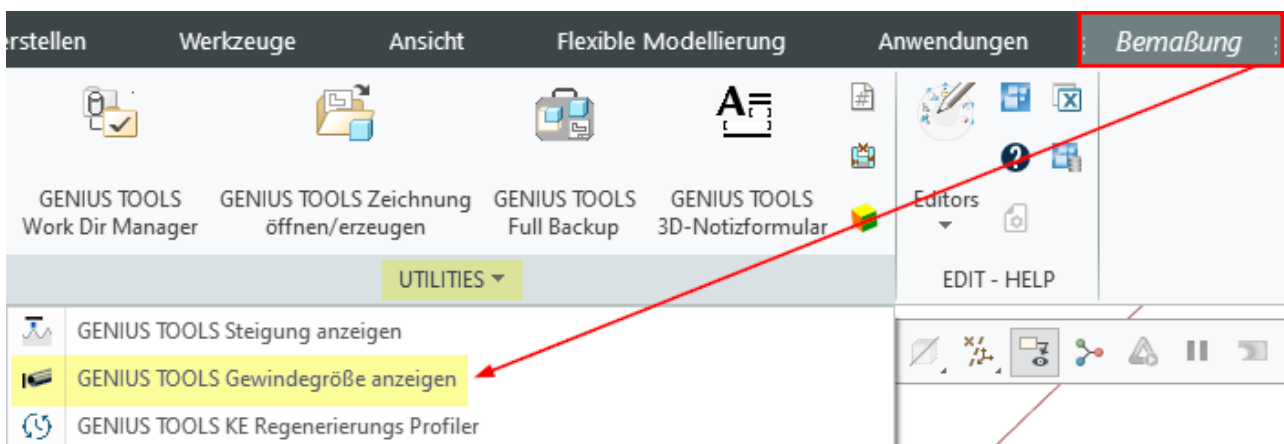 erstellen Werkzeuge Ansicht Flexible Modellierung Anwendungen Bemaßung
GENIUS TOOLS
Work Dir Manager
GENIUS TOOLS Zeichnung
öffnen/erzeugen
GENIUS TOOLS
Full Backup
GENIUS TOOLS
3D-Notizformular
Editors
UTILITIES
EDIT - HELP
GENIUS TOOLS Steigung anzeigen
GENIUS TOOLS Gewindegröße anzeigen
GENIUS TOOLS KE Regenerierungs Profiler